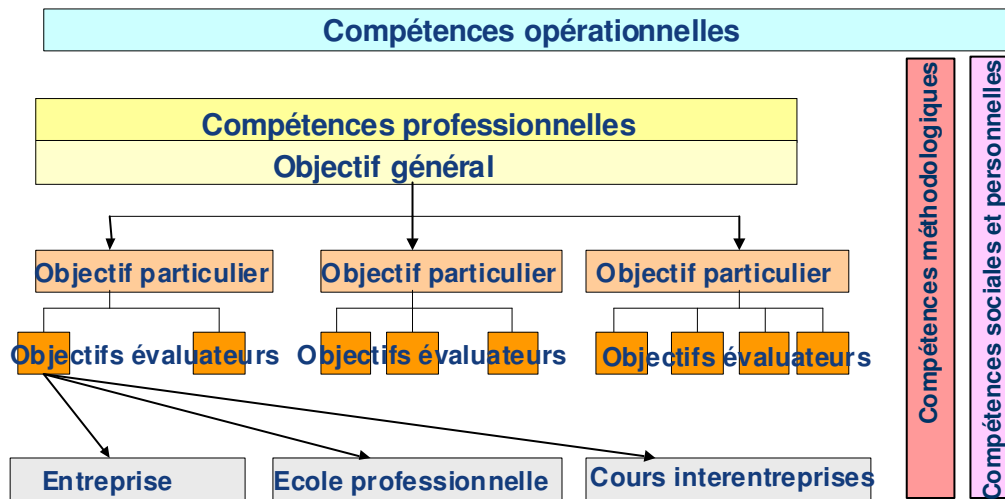 Compétences opérationnelles
Compétences professionnelles
Objectif général
Objectif particulier
Objectif particulier
Objectif particulier
Objectifs évaluateurs
Objectifs évaluateurs
Objectifs évaluateurs
Entreprise
Ecole professionnelle
Cours interentreprises
Compétences méthodologiques
Compétences sociales et personnelles